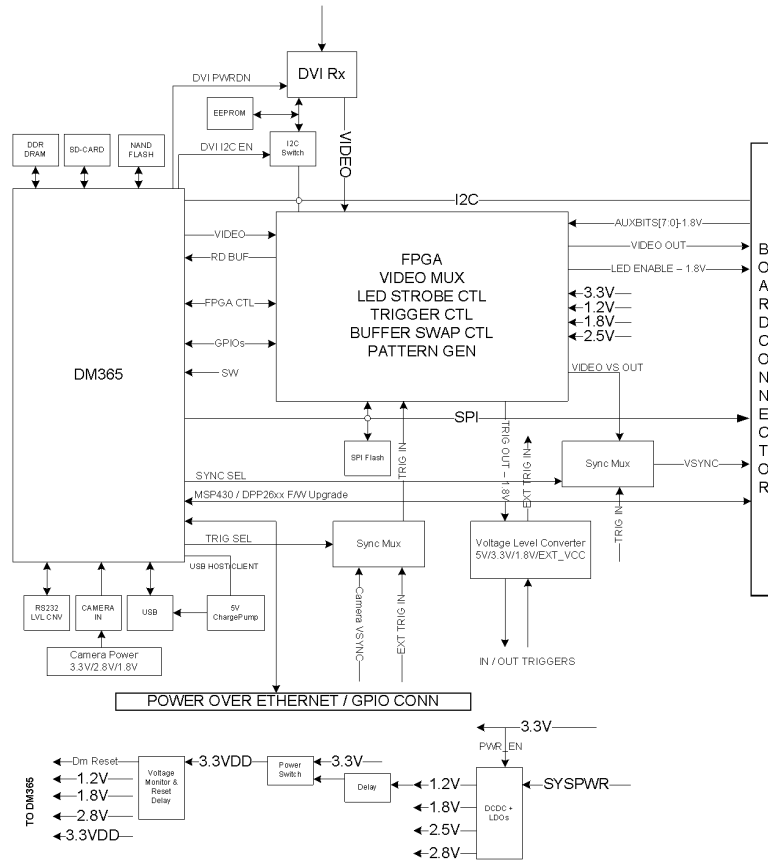 DVI Rx
DVI PWRDN
EEPROM
DDR
DRAM
SD-CARD
NAND
FLASH
DVI I2C EN
I2C
Switch
VIDEO
I2C
AUXBITS[7:0]-1.8V
VIDEO
VIDEO OUT
RD BUF
LED ENABLE – 1.8V
FPGA
VIDEO MUX
LED STROBE CTL
TRIGGER CTL
BUFFER SWAP CTL
PATTERN GEN
3.3V
1.2V
1.8V
2.5V
FPGA CTL
GPIOs
SW
DM365
VIDEO VS OUT
BOARD CONNECTOR
SPI
SPI Flash
TRIG IN
TRIG OUT – 1.8V
EXT TRIG IN
Sync Mux
VSYNC
SYNC SEL
MSP430 / DPP26xx F/W Upgrade
TRIG IN
TRIG SEL
Sync Mux
Voltage Level Converter
5V/3.3V/1.8V/EXT_VCC
USB HOST/CLIENT
RS232
LVL CNV
CAMERA
IN
USB
5V
ChargePump
Camera VSYNC
EXT TRIG IN
Camera Power
3.3V/2.8V/1.8V
IN / OUT TRIGGERS
POWER OVER ETHERNET / GPIO CONN
3.3V
PWR_EN
TO DM365
Dm Reset
1.2V
1.8V
2.8V
3.3VDD
Voltage
Monitor &
Reset
Delay
3.3VDD
Power
Switch
3.3V
Delay
1.2V
1.8V
2.5V
2.8V
DCDC +
LDOs
SYSPWR